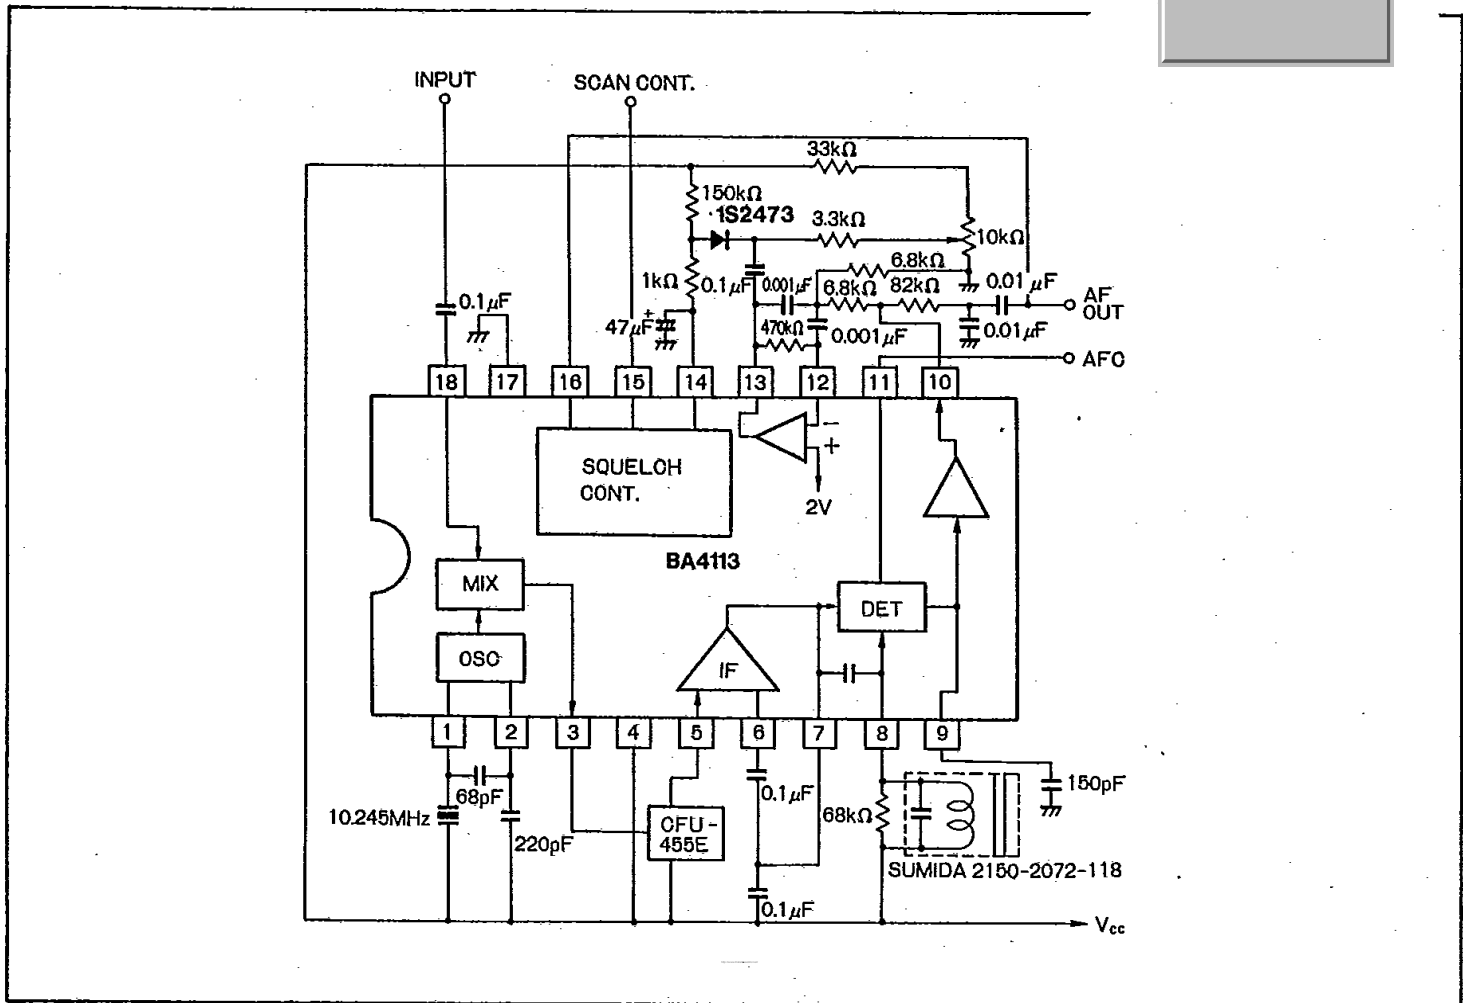 INPUT
SCAN CONT.
33kΩ
150kΩ
1S2473
3.3kΩ
10kΩ
6.8kΩ
1kΩ
0.1μF
0.001μF
6.8kΩ
82kΩ
0.01μF
AF
OUT
0.1μF
+
47μF
470kΩ
0.001μF
0.01μF
AFC
18
17
16
15
14
13
12
11
10
−
+
2V
SQUELCH
CONT.
BA4113
MIX
DET
OSC
IF
1
2
3
4
5
6
7
8
9
68pF
10.245MHz
220pF
CFU-
455E
0.1μF
68kΩ
150pF
SUMIDA 2150-2072-118
0.1μF
Vcc